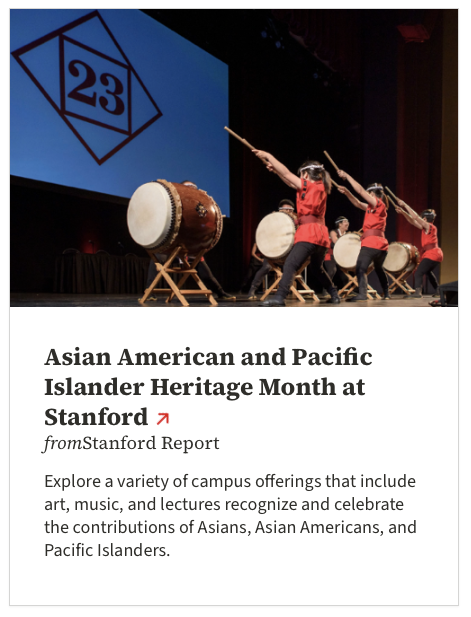 23
Asian American and Pacific
Islander Heritage Month at
Stanford ↗
fromStanford Report
Explore a variety of campus offerings that include
art, music, and lectures recognize and celebrate
the contributions of Asians, Asian Americans, and
Pacific Islanders.